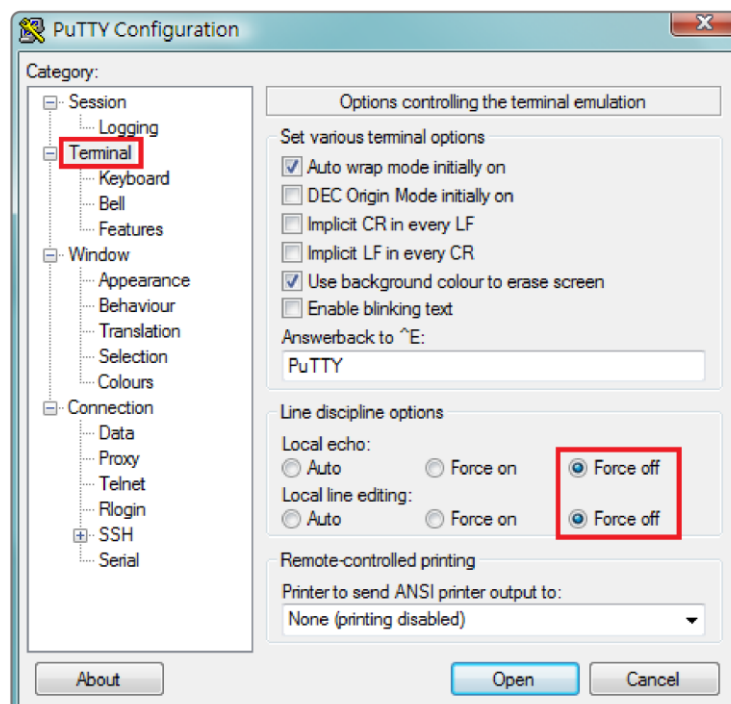 PuTTY Configuration
Category:
Session
Logging
Terminal
Keyboard
Bell
Features
Window
Appearance
Behaviour
Translation
Selection
Colours
Connection
Data
Proxy
Telnet
Rlogin
SSH
Serial
Options controlling the terminal emulation
Set various terminal options
Auto wrap mode initially on
DEC Origin Mode initially on
Implicit CR in every LF
Implicit LF in every CR
Use background colour to erase screen
Enable blinking text
Answerback to ^E:
PuTTY
Line discipline options
Local echo:
Auto Force on Force off
Local line editing:
Auto Force on Force off
Remote-controlled printing
Printer to send ANSI printer output to:
None (printing disabled)
About Open Cancel